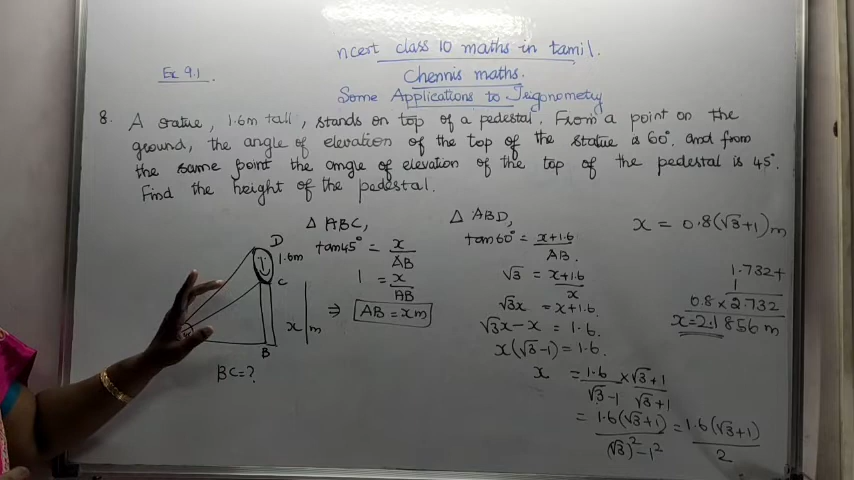 ncert class 10 maths in tamil.
Ex 9.1
Chennis maths.
Some Applications to Trigonometry
8. A statue, 1.6m tall, stands on top of a pedestal. From a point on the
ground, the angle of elevation of the top of the statue is 60°. and from
the same point the angle of elevation of the top of the pedestal is 45°.
Find the height of the pedestal.
D
1.6m
C
x m
B
BC=?
Δ ABC,
tan45° = x/AB
1 = x/AB
⇒ AB = x m
Δ ABD,
tan60° = x+1.6/AB.
√3 = x+1.6/x
√3x = x+1.6.
√3x-x = 1.6.
x(√3-1) = 1.6.
x = 1.6/√3-1 × √3+1/√3+1
= 1.6(√3+1)/(√3)²-1² = 1.6(√3+1)/2
x = 0.8(√3+1)m
1.732+
1
0.8 × 2.732
x=2.1856m